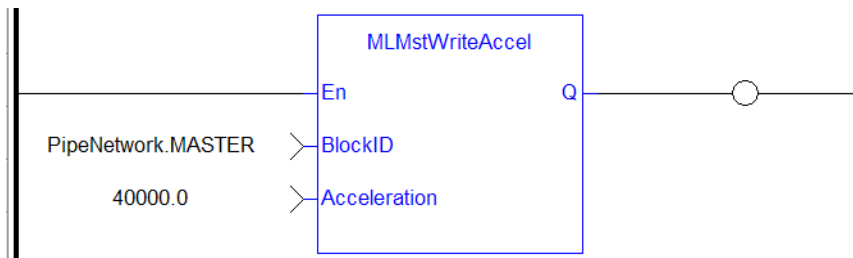 MLMstWriteAccel
En Q
PipeNetwork.MASTER BlockID
40000.0 Acceleration